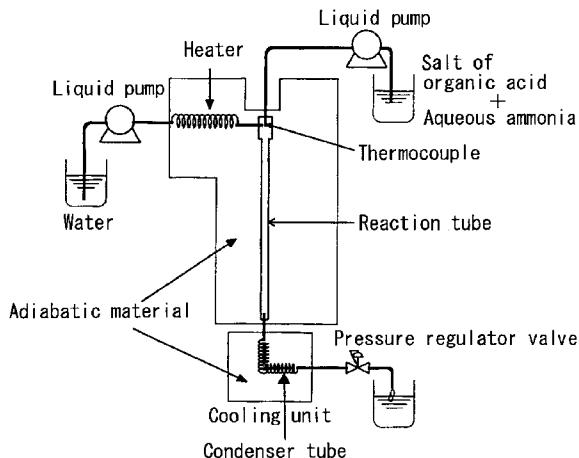 Liquid pump
Heater
Salt of
organic acid
+
Aqueous ammonia
Liquid pump
Thermocouple
Water
Reaction tube
Adiabatic material
Pressure regulator valve
Cooling unit
Condenser tube